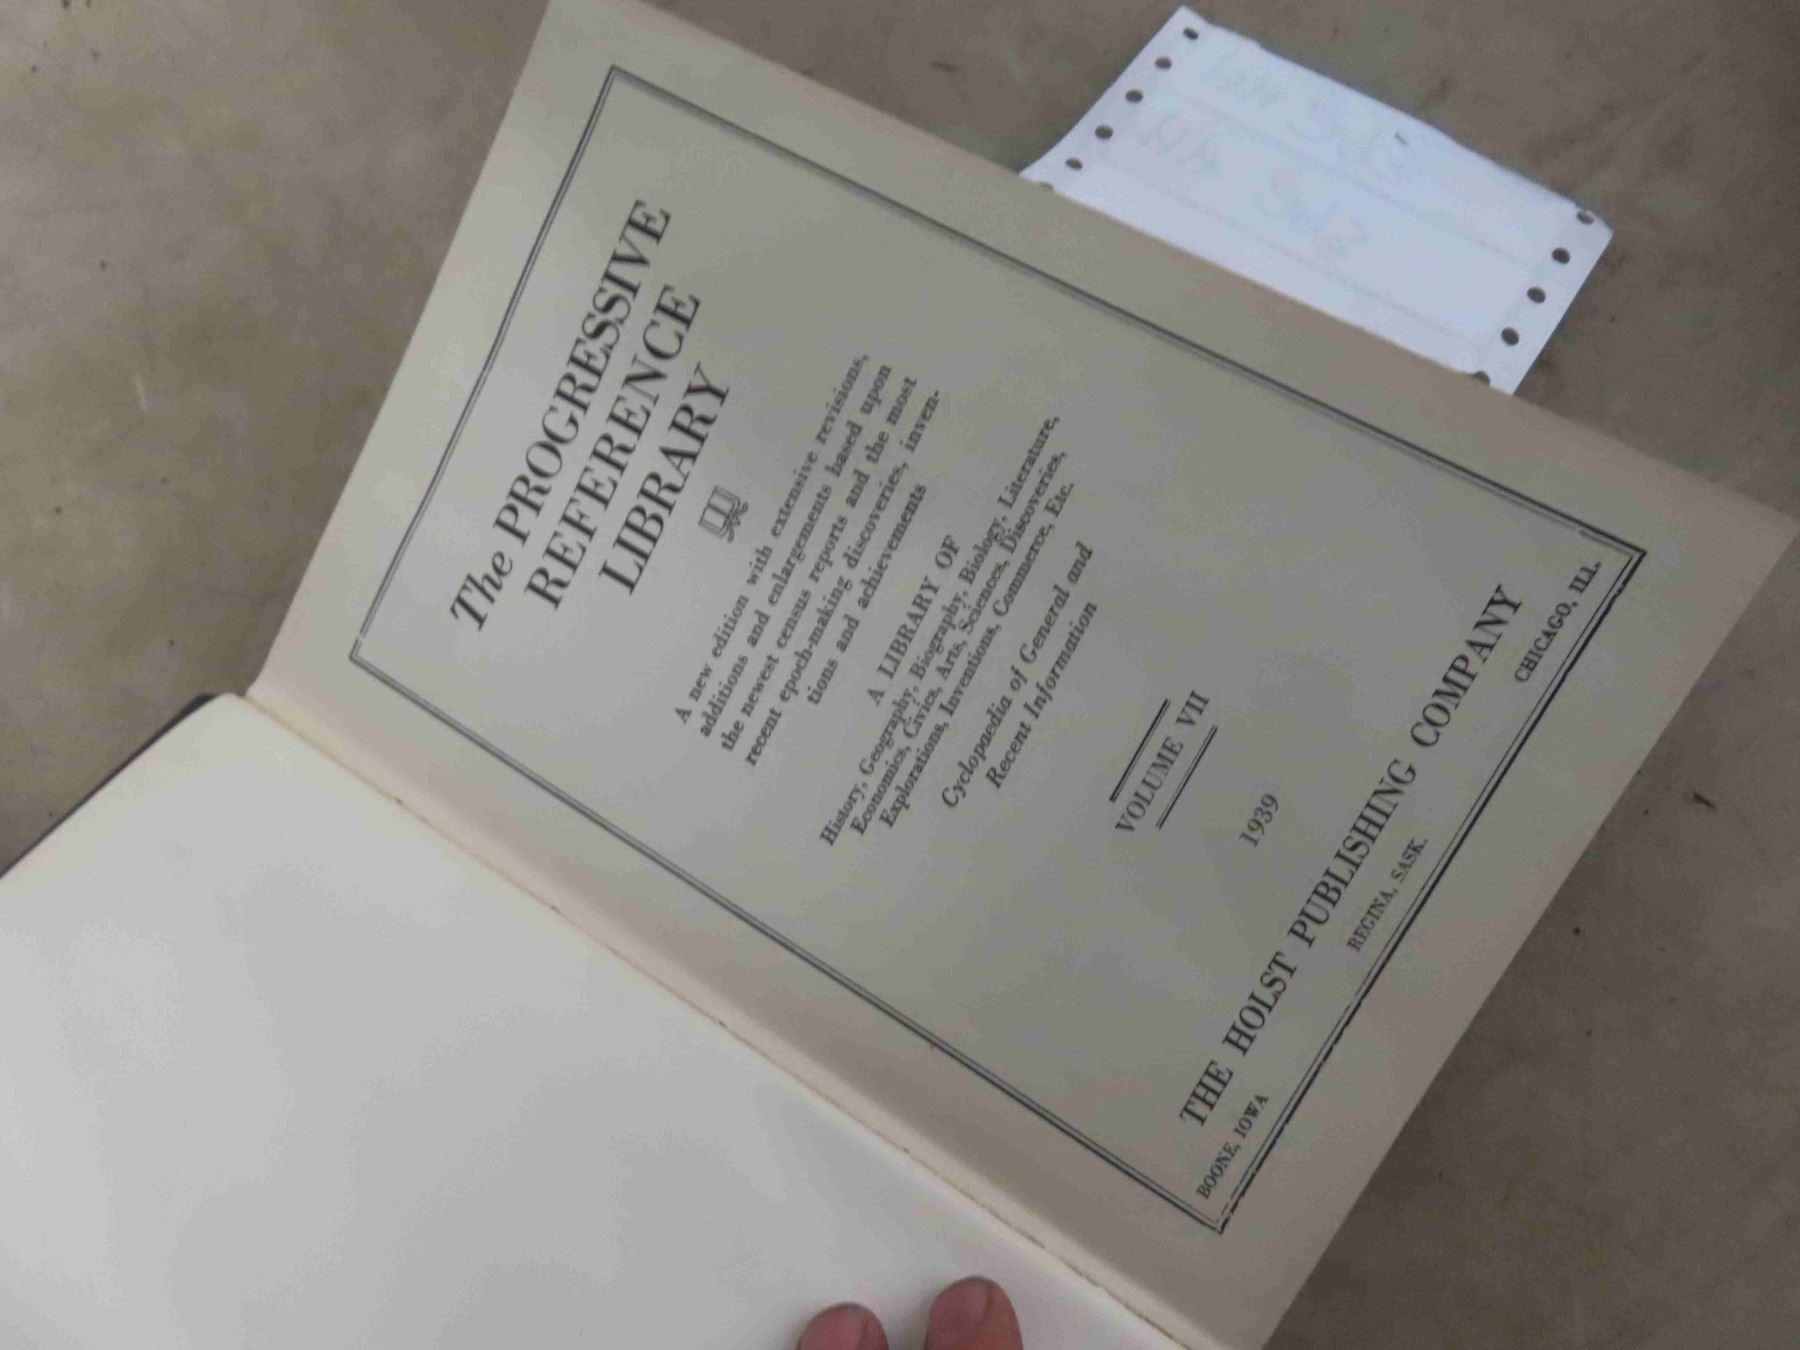 The PROGRESSIVE
REFERENCE
LIBRARY
A new edition with extensive revisions,
additions and enlargements based upon
the newest census reports and the most
recent epoch-making discoveries, inven-
tions and achievements
A LIBRARY OF
History, Geography, Biography, Biology, Literature,
Economics, Civics, Arts, Sciences, Discoveries,
Explorations, Inventions, Commerce, Etc.
Cyclopaedia of General and
Recent Information
VOLUME VII
1939
THE HOLST PUBLISHING COMPANY
BOONE, IOWA REGINA, SASK. CHICAGO, Ill.